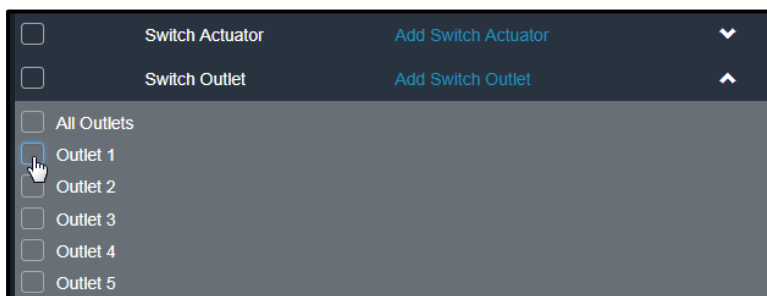 Switch Actuator Add Switch Actuator
Switch Outlet Add Switch Outlet
All Outlets
Outlet 1
Outlet 2
Outlet 3
Outlet 4
Outlet 5